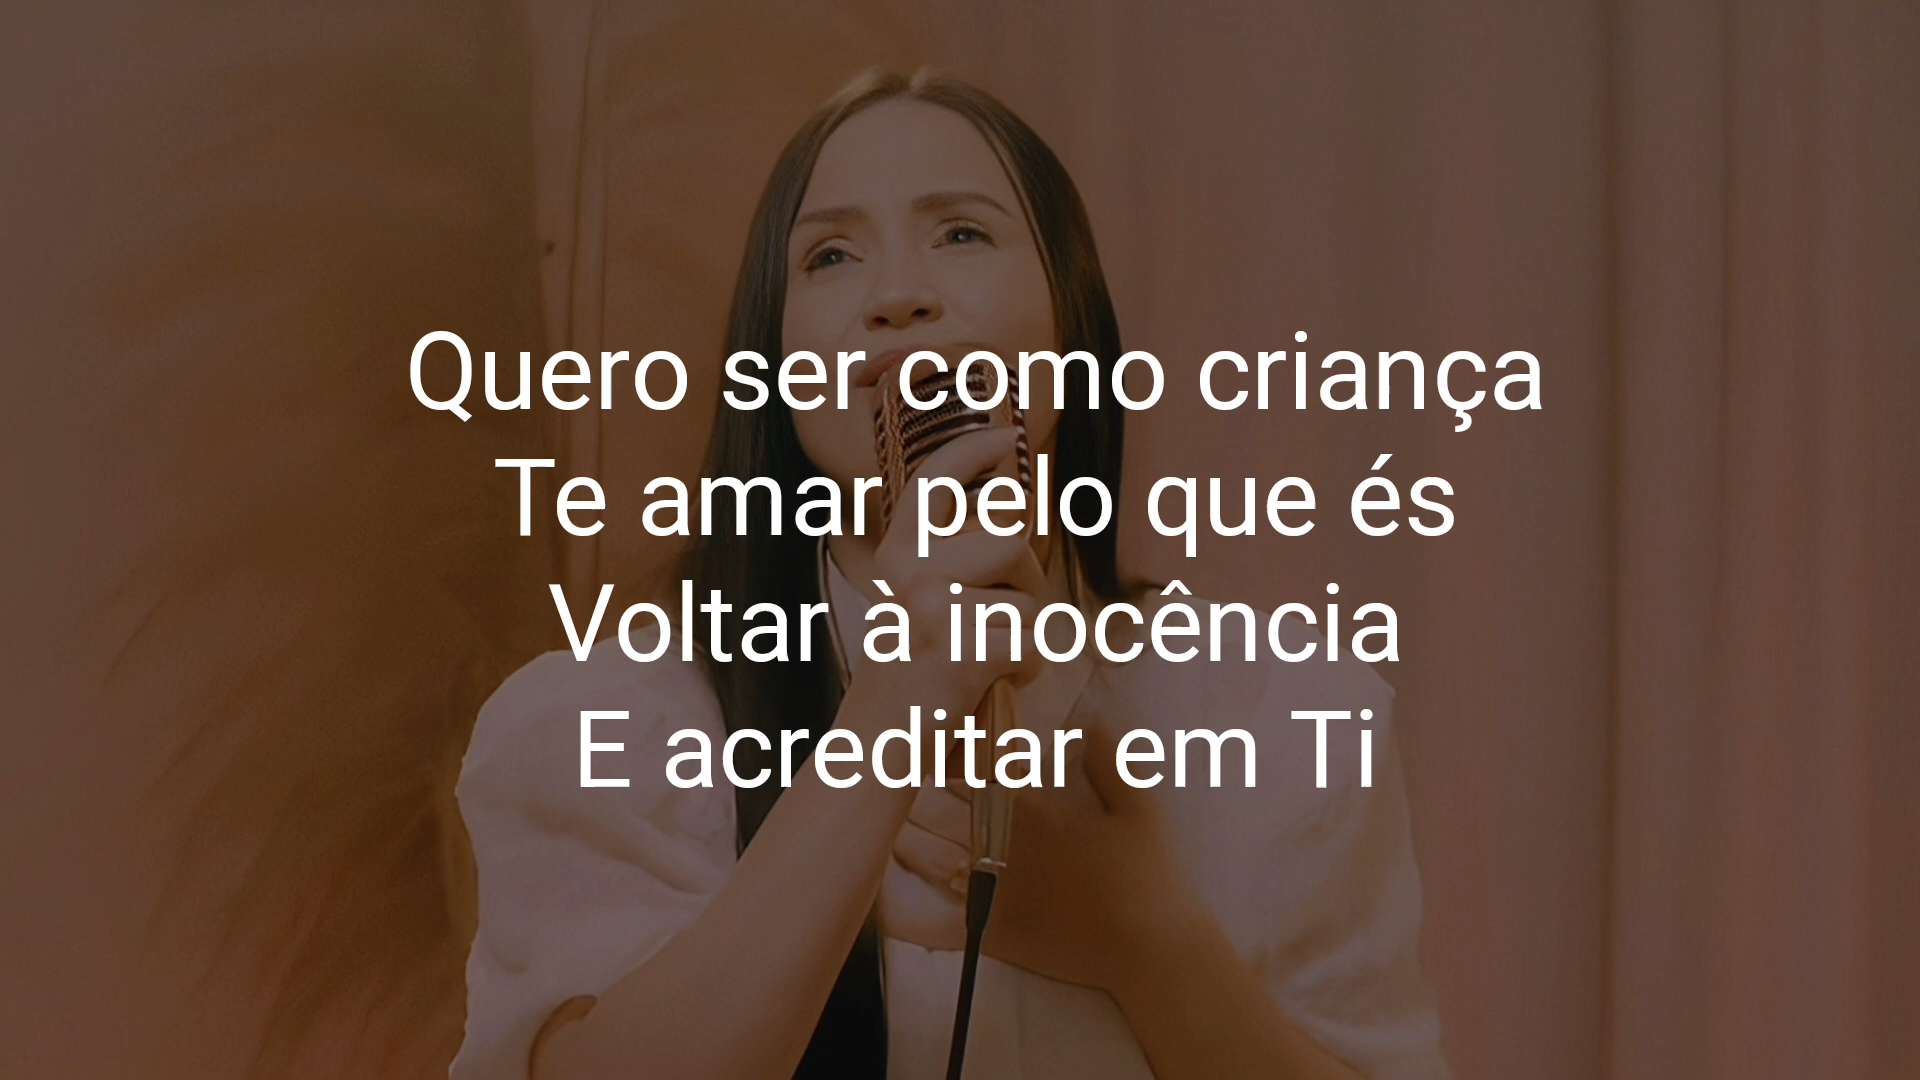 Quero ser como criança
Te amar pelo que és
Voltar à inocência
E acreditar em Ti